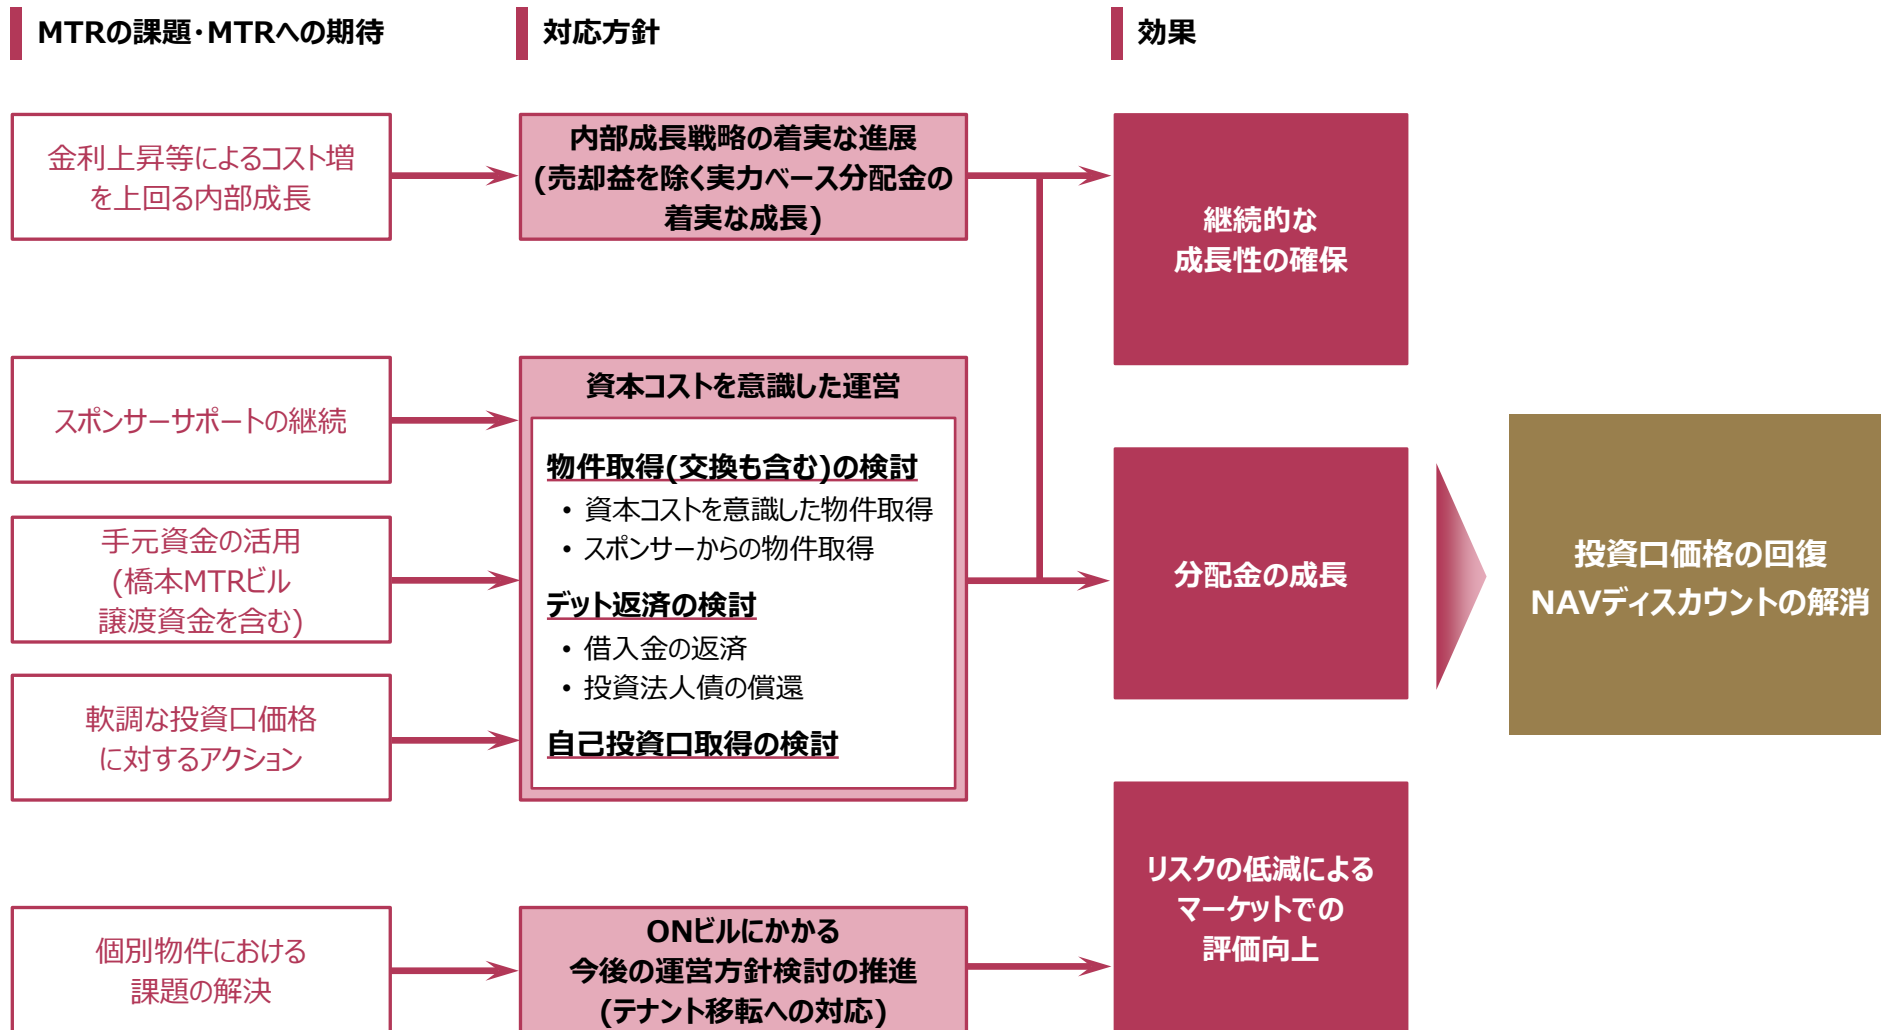 MTRの課題・MTRへの期待
対応方針
効果
金利上昇等によるコスト増
を上回る内部成長
内部成長戦略の着実な進展
(売却益を除く実力ベース分配金の
着実な成長)
継続的な
成長性の確保
スポンサーサポートの継続
手元資金の活用
(橋本MTRビル
譲渡資金を含む)
軟調な投資口価格
に対するアクション
資本コストを意識した運営
物件取得(交換も含む)の検討
・ 資本コストを意識した物件取得
・ スポンサーからの物件取得
デット返済の検討
・ 借入金の返済
・ 投資法人債の償還
自己投資口取得の検討
分配金の成長
投資口価格の回復
NAVディスカウントの解消
個別物件における
課題の解決
ONビルにかかる
今後の運営方針検討の推進
(テナント移転への対応)
リスクの低減による
マーケットでの
評価向上